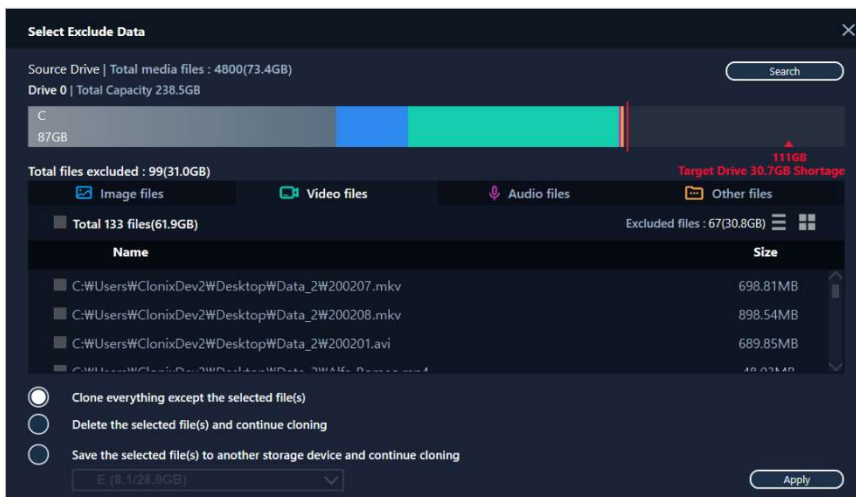 Select Exclude Data
Source Drive | Total media files : 4800(73.4GB)
Search
Drive 0 | Total Capacity 238.5GB
C
87GB
111GB
Total files excluded : 99(31.0GB)
Target Drive 30.7GB Shortage
Image files Video files Audio files Other files
Total 133 files(61.9GB) Excluded files : 67(30.8GB)
Name Size
C:₩Users₩ClonixDev2₩Desktop₩Data_2₩200207.mkv 698.81MB
C:₩Users₩ClonixDev2₩Desktop₩Data_2₩200208.mkv 898.54MB
C:₩Users₩ClonixDev2₩Desktop₩Data_2₩200201.avi 689.85MB
Clone everything except the selected file(s)
Delete the selected file(s) and continue cloning
Save the selected file(s) to another storage device and continue cloning
E (8.1/28.9GB)
Apply